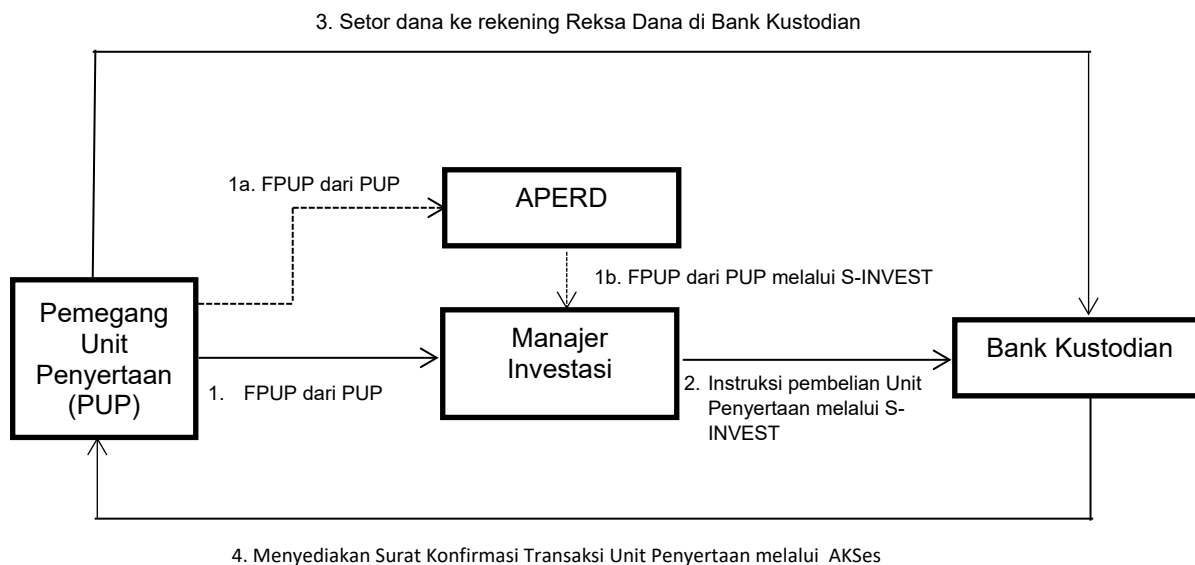 3. Setor dana ke rekening Reksa Dana di Bank Kustodian
1a. FPUP dari PUP
APERD
1b. FPUP dari PUP melalui S-INVEST
Pemegang
Unit
Penyertaan
(PUP)
Manajer
Investasi
Bank Kustodian
1. FPUP dari PUP
2. Instruksi pembelian Unit
Penyertaan melalui S-
INVEST
4. Menyediakan Surat Konfirmasi Transaksi Unit Penyertaan melalui AKSes